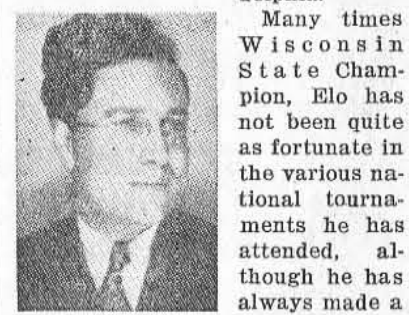 Many times
Wisconsin
State Cham-
pion, Elo has
not been quite
as fortunate in
the various na-
tional tourna-
ments he has
attended, al-
though he has
always made a